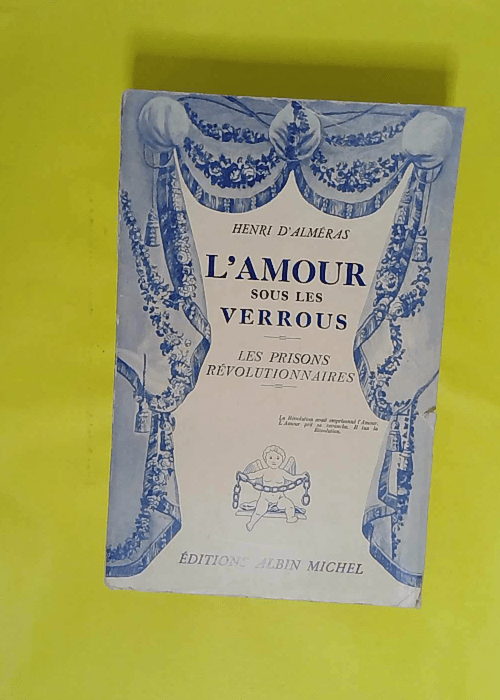 HENRI D'ALMÉRAS
L'AMOUR
SOUS LES
VERROUS
LES PRISONS
RÉVOLUTIONNAIRES
La Révolution avait emprisonné l'Amour.
L'Amour prit sa revanche. Il tua la
Révolution.
ÉDITIONS ALBIN MICHEL